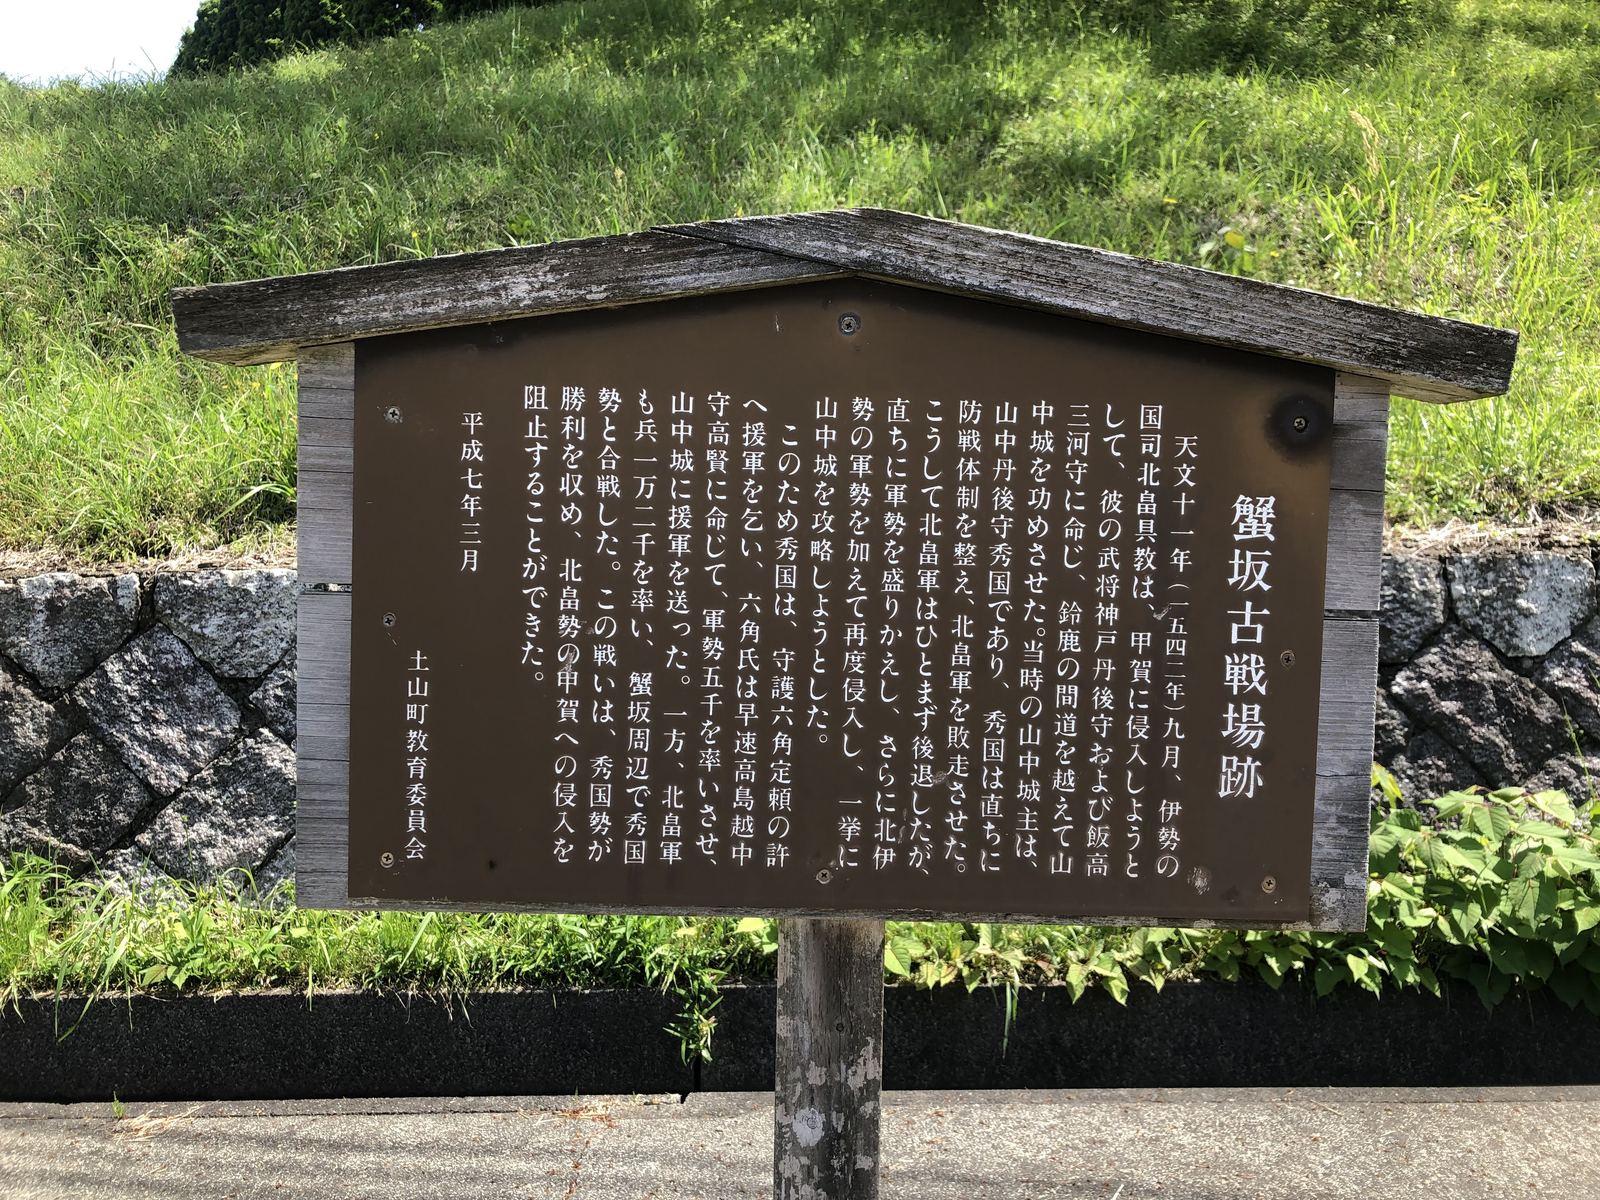 蟹坂古戦場跡
天文十一年（一五四二年）九月、伊勢の
国司北畠具教は、甲賀に侵入しようと
して、彼の武将神戸丹後守および飯高
三河守に命じ、鈴鹿の間道を越えて山
中城を功めさせた。当時の山中城主は、
山中丹後守秀国であり、秀国は直ちに
防戦体制を整え、北畠軍を敗走させた。
こうして北畠軍はひとまず後退したが、
直ちに軍勢を盛りかえし、さらに北伊
勢の軍勢を加えて再度侵入し、一挙に
山中城を攻略しようとした。
このため秀国は、守護六角定頼の許
へ援軍を乞い、六角氏は早速高島越中
守高賢に命じて、軍勢五千を率いさせ、
山中城に援軍を送った。一方、北畠軍
も兵一万二千を率い、蟹坂周辺で秀国
勢と合戦した。この戦いは、秀国勢が
勝利を収め、北畠勢の甲賀への侵入を
阻止することができた。
平成七年三月
土山町教育委員会